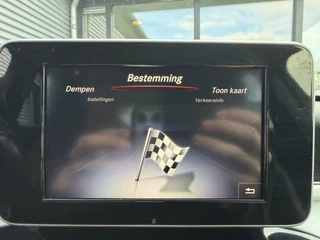 Bestemming
Dempen Toon kaart
Instellingen Verkeersinfo